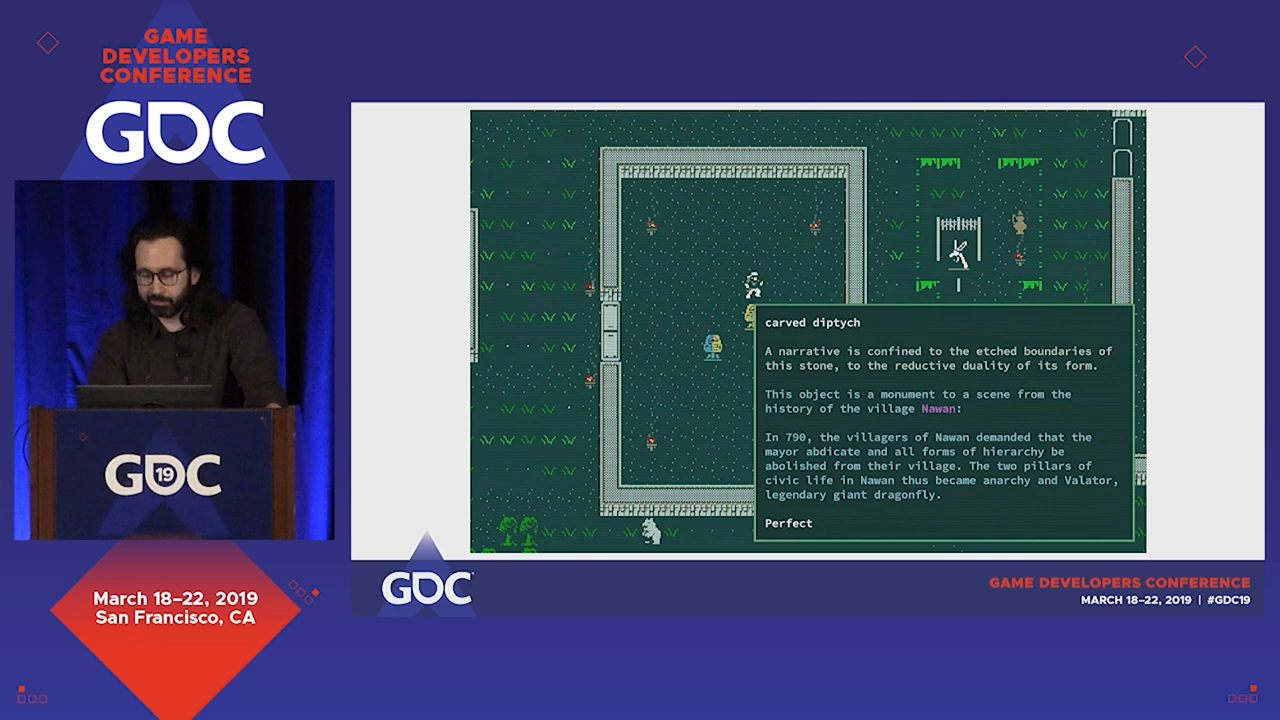 GAME
DEVELOPERS
CONFERENCE
GDC
GDC
19
March 18–22, 2019
San Francisco, CA
carved diptych
A narrative is confined to the etched boundaries of
this stone, to the reductive duality of its form.
This object is a monument to a scene from the
history of the village Nawan:
In 790, the villagers of Nawan demanded that the
mayor abdicate and all forms of hierarchy be
abolished from their village. The two pillars of
civic life in Nawan thus became anarchy and Valator,
legendary giant dragonfly.
Perfect
GDC
GAME DEVELOPERS CONFERENCE
MARCH 18–22, 2019 | #GDC19